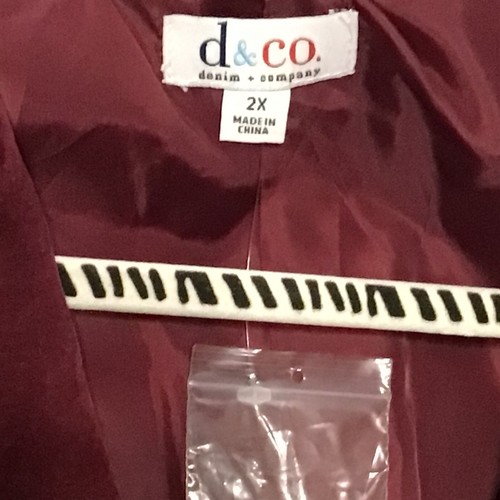 d&co.
denim + company
2X
MADE IN
CHINA